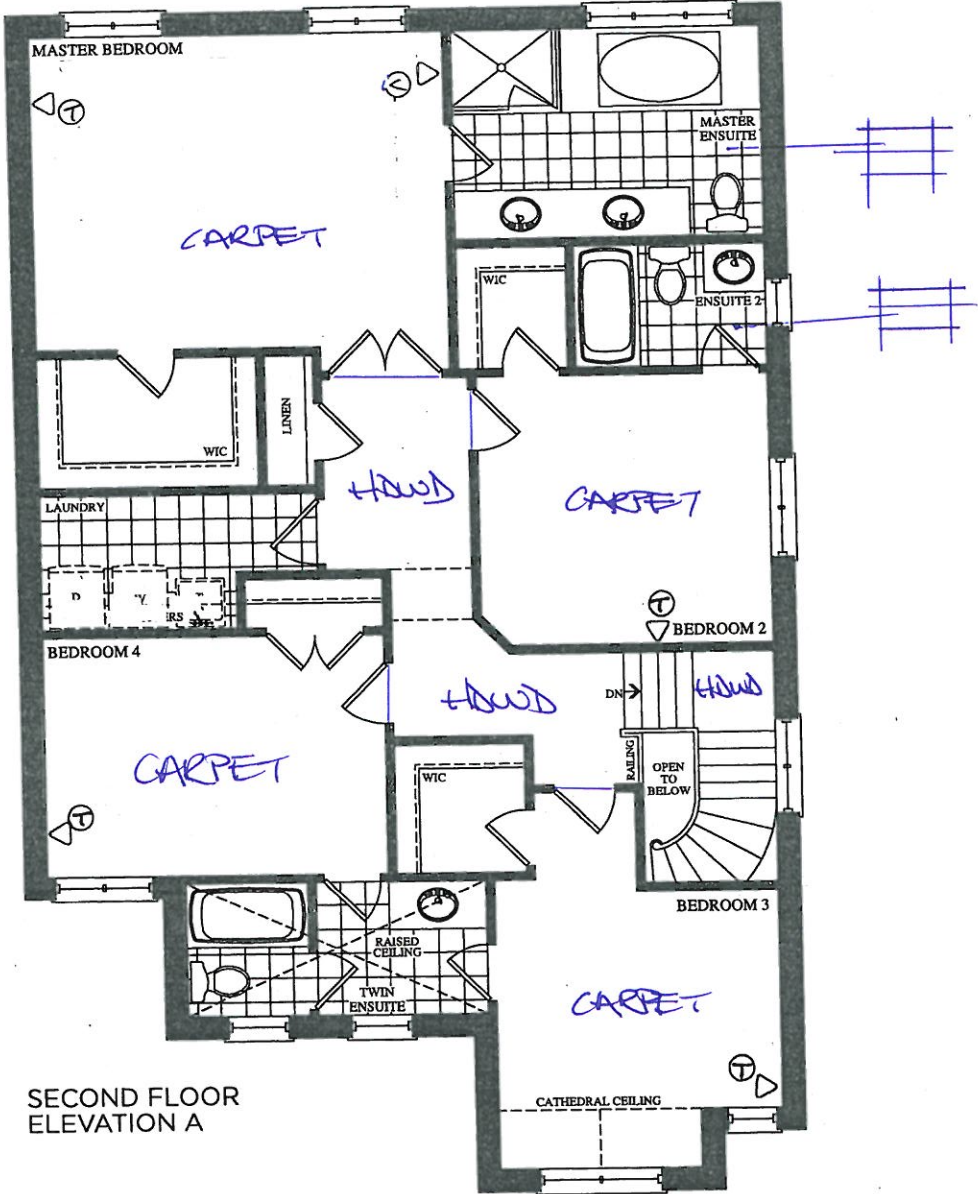 MASTER BEDROOM
T
MASTER
ENSUITE
CARPET
WIC
ENSUITE 2
LINEN
WIC
HDWD
CARPET
LAUNDRY
D
T
BEDROOM 2
BEDROOM 4
DN
HDWD
HDWD
CARPET
WIC
RAILING
OPEN
TO
BELOW
T
BEDROOM 3
RAISED
CEILING
TWIN
ENSUITE
CARPET
T
CATHEDRAL CEILING
SECOND FLOOR
ELEVATION A